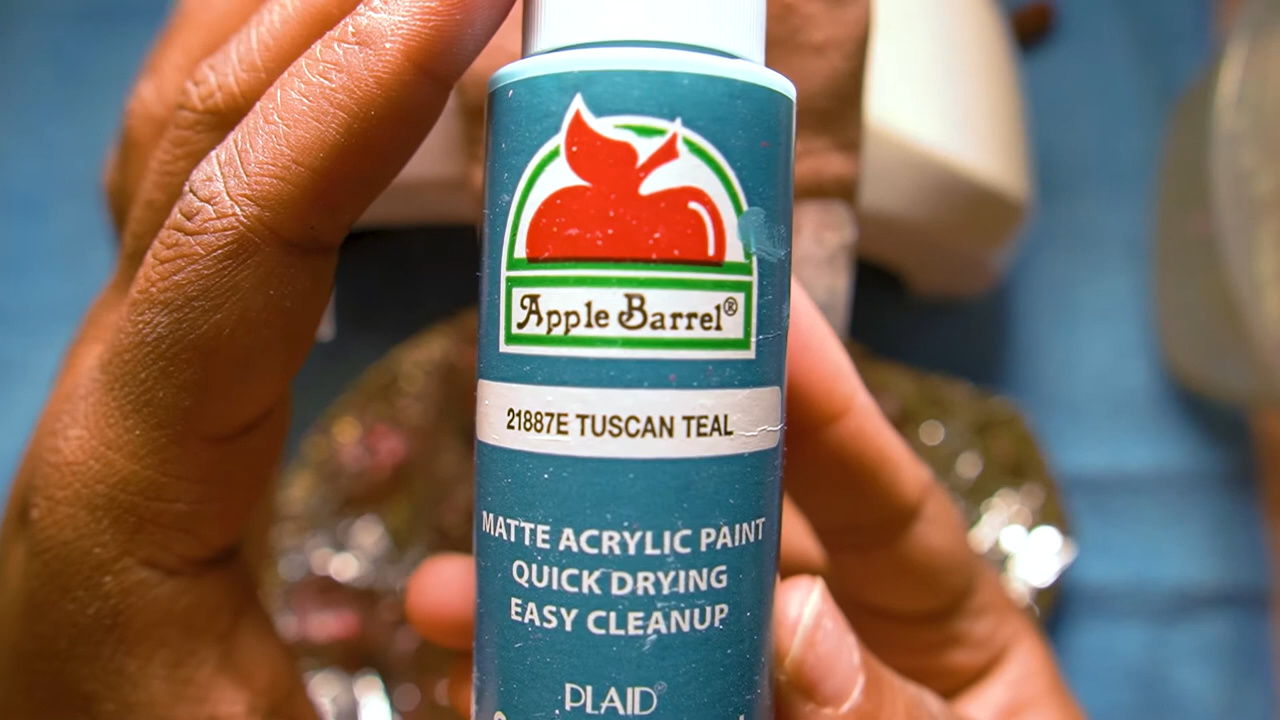 Apple Barrel®
21887E TUSCAN TEAL
MATTE ACRYLIC PAINT
QUICK DRYING
EASY CLEANUP
PLAID